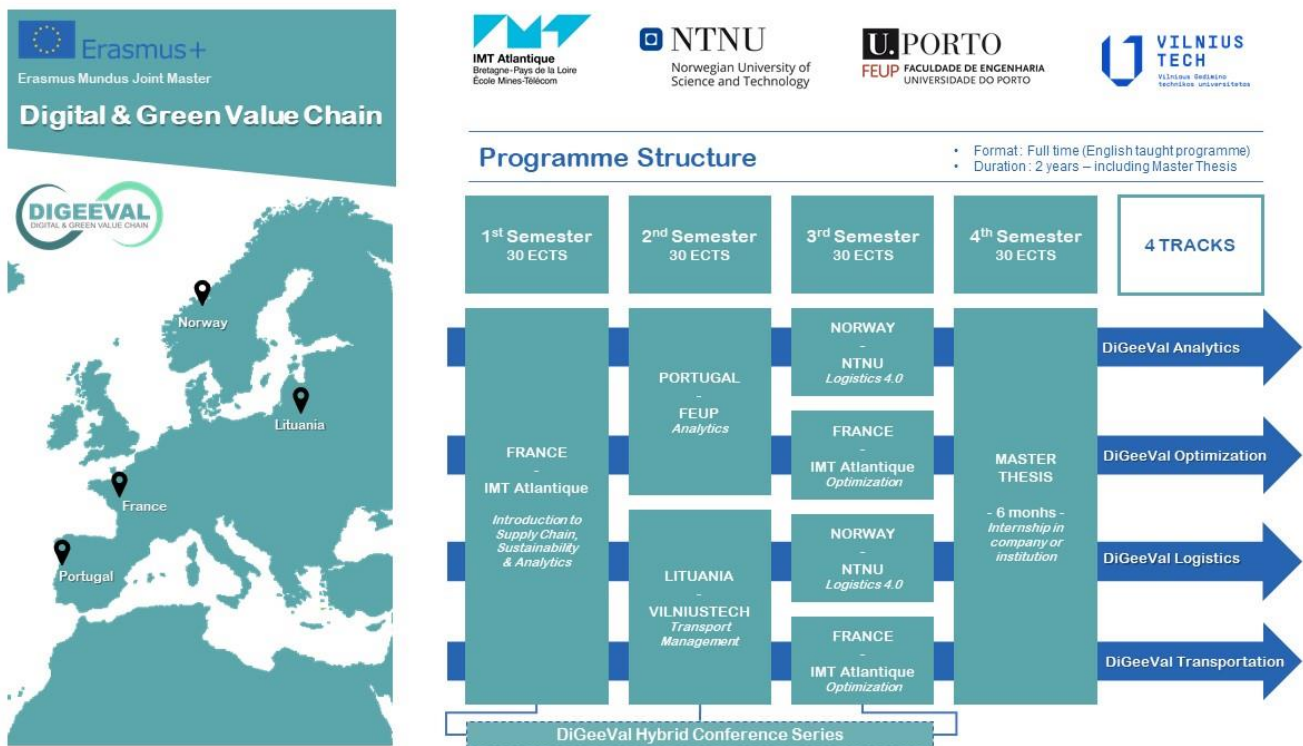 Erasmus+
Erasmus Mundus Joint Master
Digital & Green Value Chain
DIGEEVAL
DIGITAL & GREEN VALUE CHAIN
Norway
Lituania
France
Portugal
IMT Atlantique
Bretagne-Pays de la Loire
École Mines-Télécom
NTNU
Norwegian University of
Science and Technology
U.PORTO
FEUP FACULDADE DE ENGENHARIA
UNIVERSIDADE DO PORTO
VILNIUS
TECH
Vilniaus Gedimino
technikos universitetas
Programme Structure
• Format : Full time (English taught programme)
• Duration : 2 years – including Master Thesis
1st Semester
30 ECTS
2nd Semester
30 ECTS
3rd Semester
30 ECTS
4th Semester
30 ECTS
4 TRACKS
FRANCE
-
IMT Atlantique
Introduction to
Supply Chain,
Sustainability
& Analytics
PORTUGAL
-
FEUP
Analytics
LITUANIA
-
VILNIUSTECH
Transport
Management
NORWAY
-
NTNU
Logistics 4.0
FRANCE
-
IMT Atlantique
Optimization
NORWAY
-
NTNU
Logistics 4.0
FRANCE
-
IMT Atlantique
Optimization
MASTER
THESIS
- 6 monhs -
Internship in
company or
institution
DiGeeVal Analytics
DiGeeVal Optimization
DiGeeVal Logistics
DiGeeVal Transportation
DiGeeVal Hybrid Conference Series